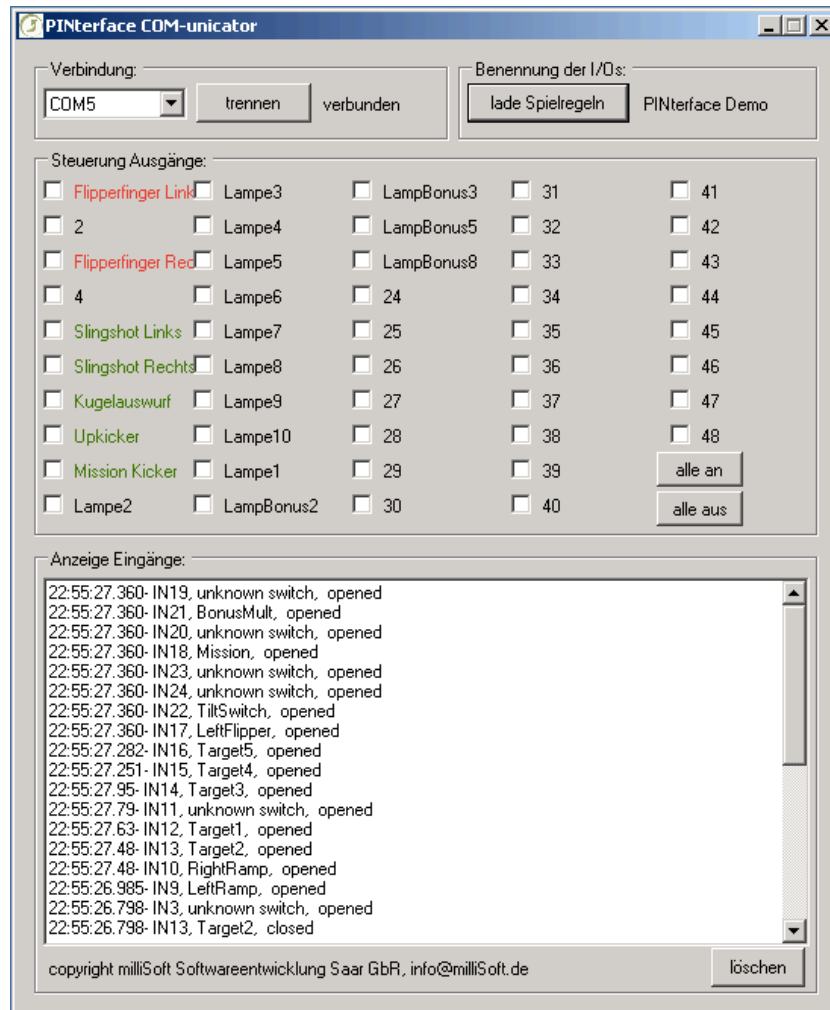 PINterface COM-unicator
Verbindung:
Benennung der I/Os:
COM5 trennen verbunden
lade Spielregeln PINterface Demo
Steuerung Ausgänge:
Flipperfinger Link Lampe3 LampBonus3 31 41
2 Lampe4 LampBonus5 32 42
Flipperfinger Rec Lampe5 LampBonus8 33 43
4 Lampe6 24 34 44
Slingshot Links Lampe7 25 35 45
Slingshot Rechts Lampe8 26 36 46
Kugelauswurf Lampe9 27 37 47
Upkicker Lampe10 28 38 48
Mission Kicker Lampe1 29 39 alle an
Lampe2 LampBonus2 30 40 alle aus
Anzeige Eingänge:
22:55:27.360- IN19, unknown switch, opened
22:55:27.360- IN21, BonusMult, opened
22:55:27.360- IN20, unknown switch, opened
22:55:27.360- IN18, Mission, opened
22:55:27.360- IN23, unknown switch, opened
22:55:27.360- IN24, unknown switch, opened
22:55:27.360- IN22, TiltSwitch, opened
22:55:27.360- IN17, LeftFlipper, opened
22:55:27.282- IN16, Target5, opened
22:55:27.251- IN15, Target4, opened
22:55:27.95- IN14, Target3, opened
22:55:27.79- IN11, unknown switch, opened
22:55:27.63- IN12, Target1, opened
22:55:27.48- IN13, Target2, opened
22:55:27.48- IN10, RightRamp, opened
22:55:26.985- IN9, LeftRamp, opened
22:55:26.798- IN3, unknown switch, opened
22:55:26.798- IN13, Target2, closed
copyright milliSoft Softwareentwicklung Saar GbR, info@milliSoft.de löschen